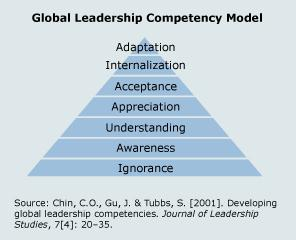 Global Leadership Competency Model
Adaptation
Internalization
Acceptance
Appreciation
Understanding
Awareness
Ignorance
Source: Chin, C.O., Gu, J. & Tubbs, S. [2001]. Developing
global leadership competencies. Journal of Leadership
Studies, 7[4]: 20–35.